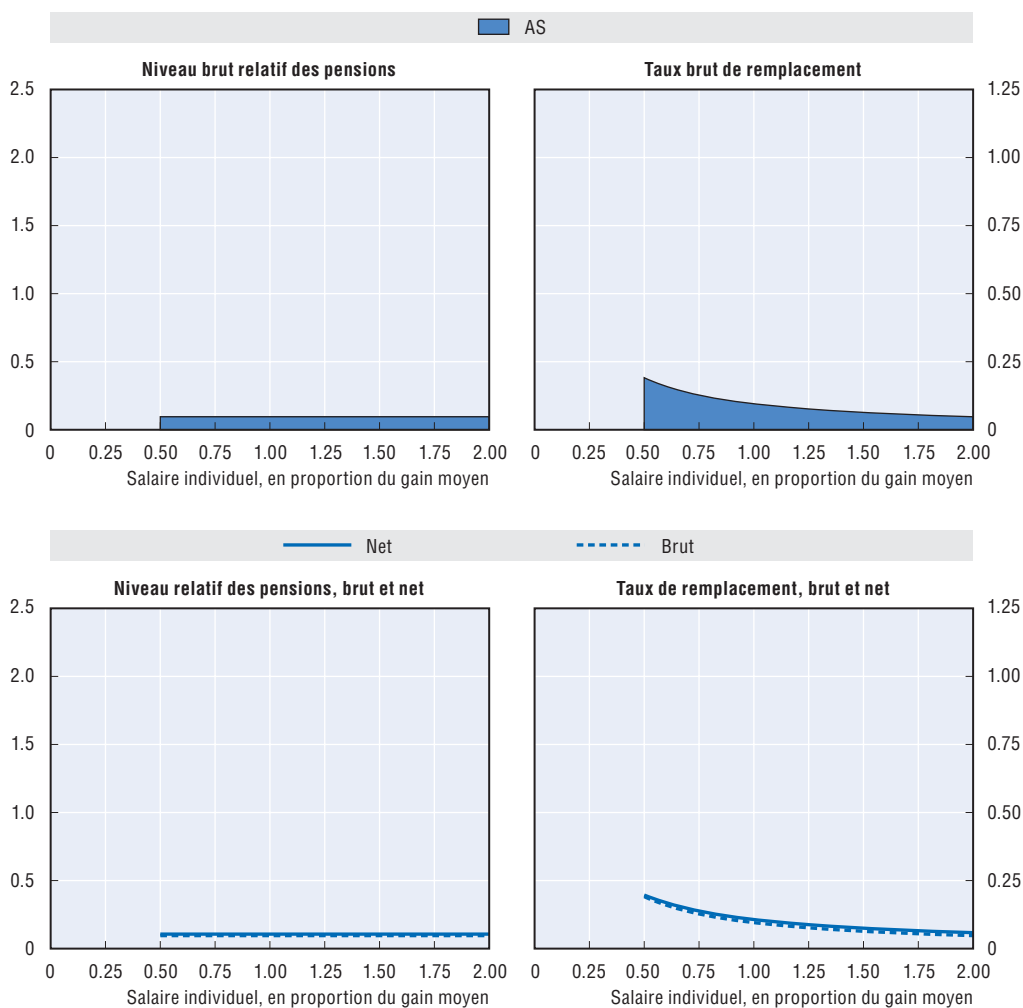 AS
Niveau brut relatif des pensions
2.5
2.0
1.5
1.0
0.5
0
0 0.25 0.50 0.75 1.00 1.25 1.50 1.75 2.00
Salaire individuel, en proportion du gain moyen
Taux brut de remplacement
1.25
1.00
0.75
0.50
0.25
0
0 0.25 0.50 0.75 1.00 1.25 1.50 1.75 2.00
Salaire individuel, en proportion du gain moyen
Net Brut
Niveau relatif des pensions, brut et net
2.5
2.0
1.5
1.0
0.5
0
0 0.25 0.50 0.75 1.00 1.25 1.50 1.75 2.00
Salaire individuel, en proportion du gain moyen
Taux de remplacement, brut et net
1.25
1.00
0.75
0.50
0.25
0
0 0.25 0.50 0.75 1.00 1.25 1.50 1.75 2.00
Salaire individuel, en proportion du gain moyen